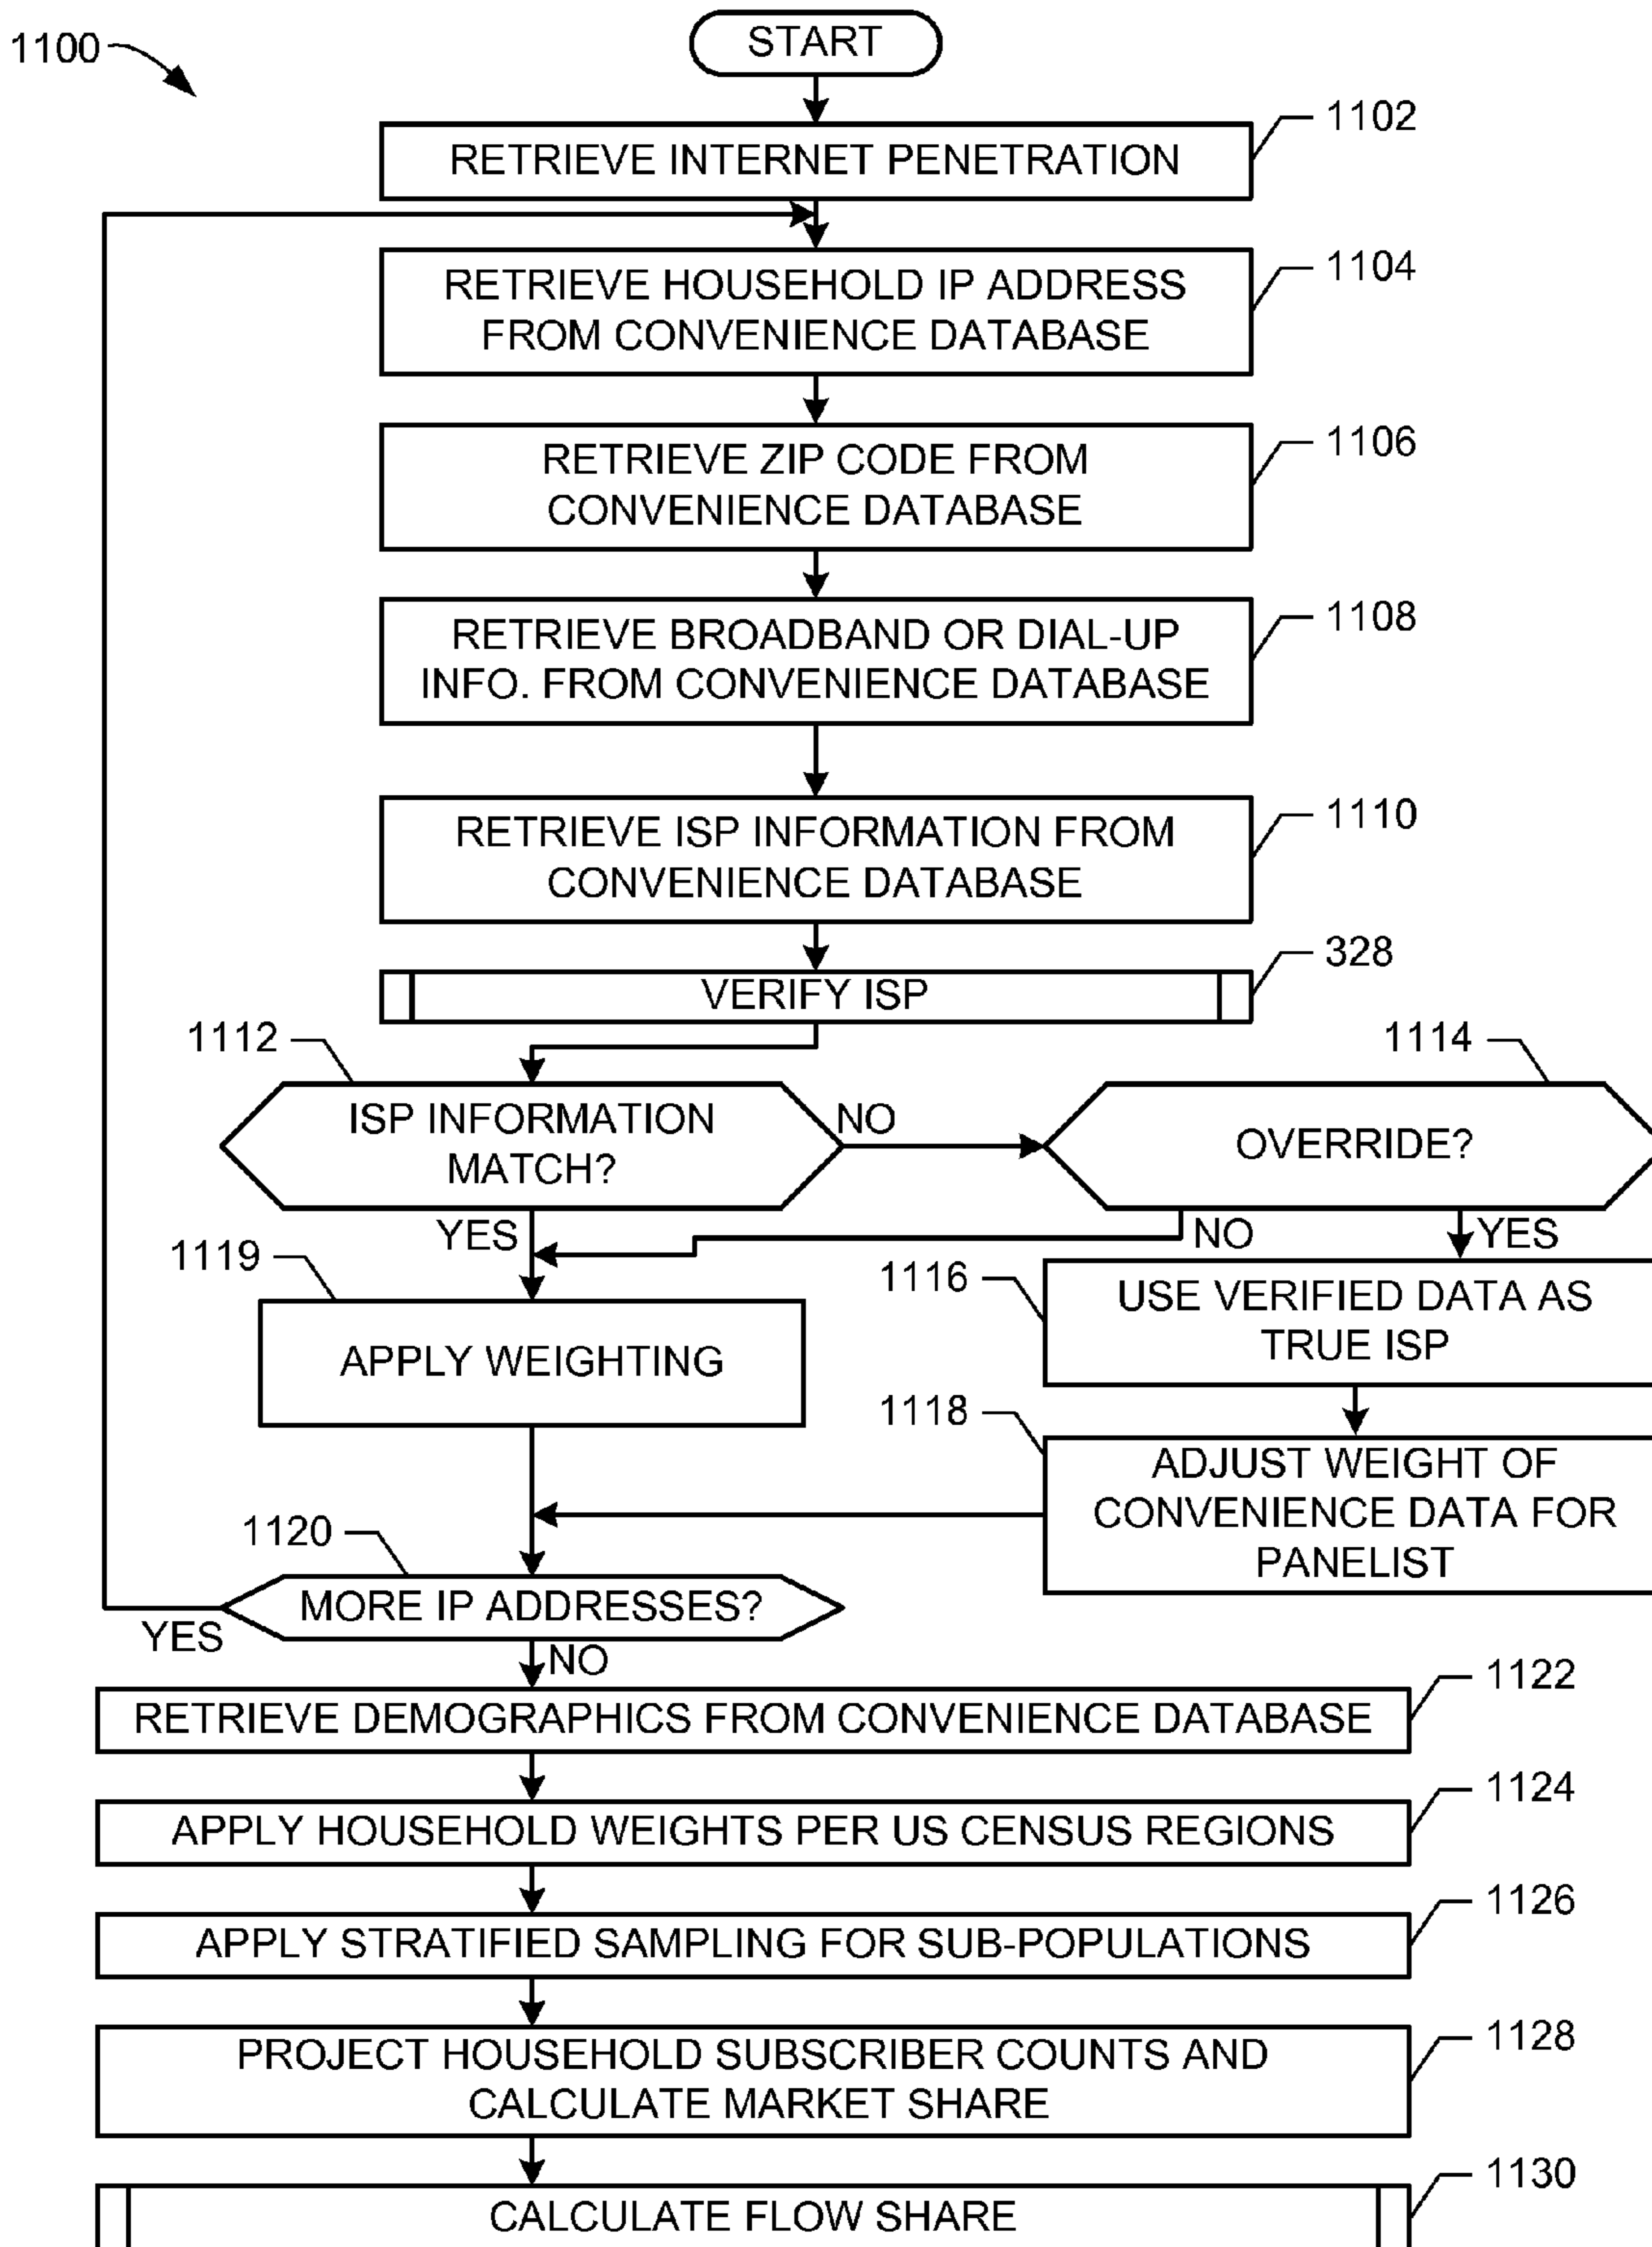 1100
START
1102
RETRIEVE INTERNET PENETRATION
1104
RETRIEVE HOUSEHOLD IP ADDRESS
FROM CONVENIENCE DATABASE
1106
RETRIEVE ZIP CODE FROM
CONVENIENCE DATABASE
1108
RETRIEVE BROADBAND OR DIAL-UP
INFO. FROM CONVENIENCE DATABASE
1110
RETRIEVE ISP INFORMATION FROM
CONVENIENCE DATABASE
328
VERIFY ISP
1112
ISP INFORMATION
MATCH?
NO
1114
OVERRIDE?
YES
NO
YES
1119
APPLY WEIGHTING
1116
USE VERIFIED DATA AS
TRUE ISP
1118
ADJUST WEIGHT OF
CONVENIENCE DATA FOR
PANELIST
1120
MORE IP ADDRESSES?
YES
NO
1122
RETRIEVE DEMOGRAPHICS FROM CONVENIENCE DATABASE
1124
APPLY HOUSEHOLD WEIGHTS PER US CENSUS REGIONS
1126
APPLY STRATIFIED SAMPLING FOR SUB-POPULATIONS
1128
PROJECT HOUSEHOLD SUBSCRIBER COUNTS AND
CALCULATE MARKET SHARE
1130
CALCULATE FLOW SHARE